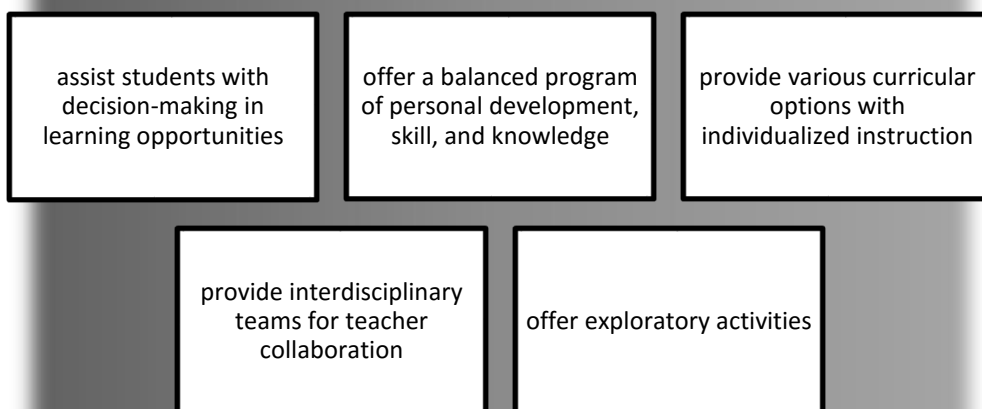 assist students with
decision-making in
learning opportunities
offer a balanced program
of personal development,
skill, and knowledge
provide various curricular
options with
individualized instruction
provide interdisciplinary
teams for teacher
collaboration
offer exploratory activities